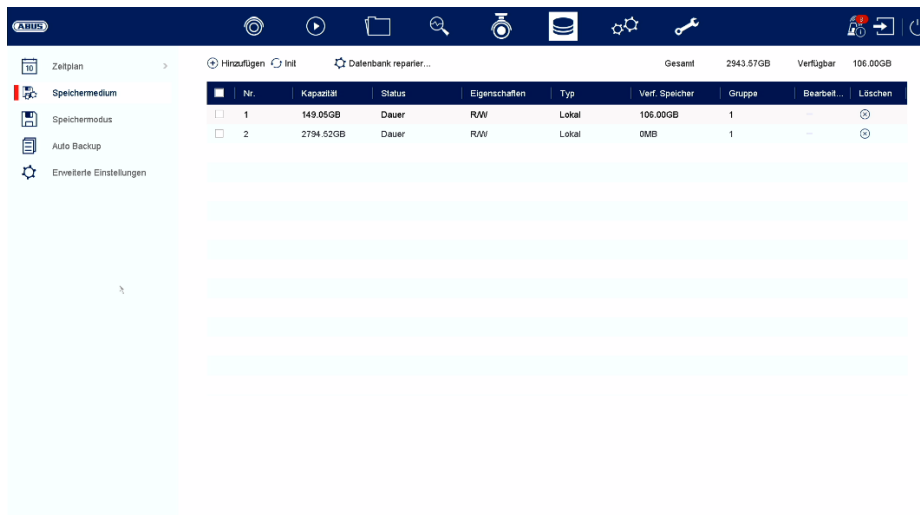 ABUS
3
10 Zeitplan >
Hinzufügen Init Datenbank reparier... Gesamt 2943.57GB Verfügbar 106.00GB
Speichermedium
Nr. Kapazität Status Eigenschaften Typ Verf. Speicher Gruppe Bearbeit... Löschen
1 149.05GB Dauer R/W Lokal 106.00GB 1 --
2 2794.52GB Dauer R/W Lokal 0MB 1 --
Speichermodus
Auto Backup
Erweiterte Einstellungen